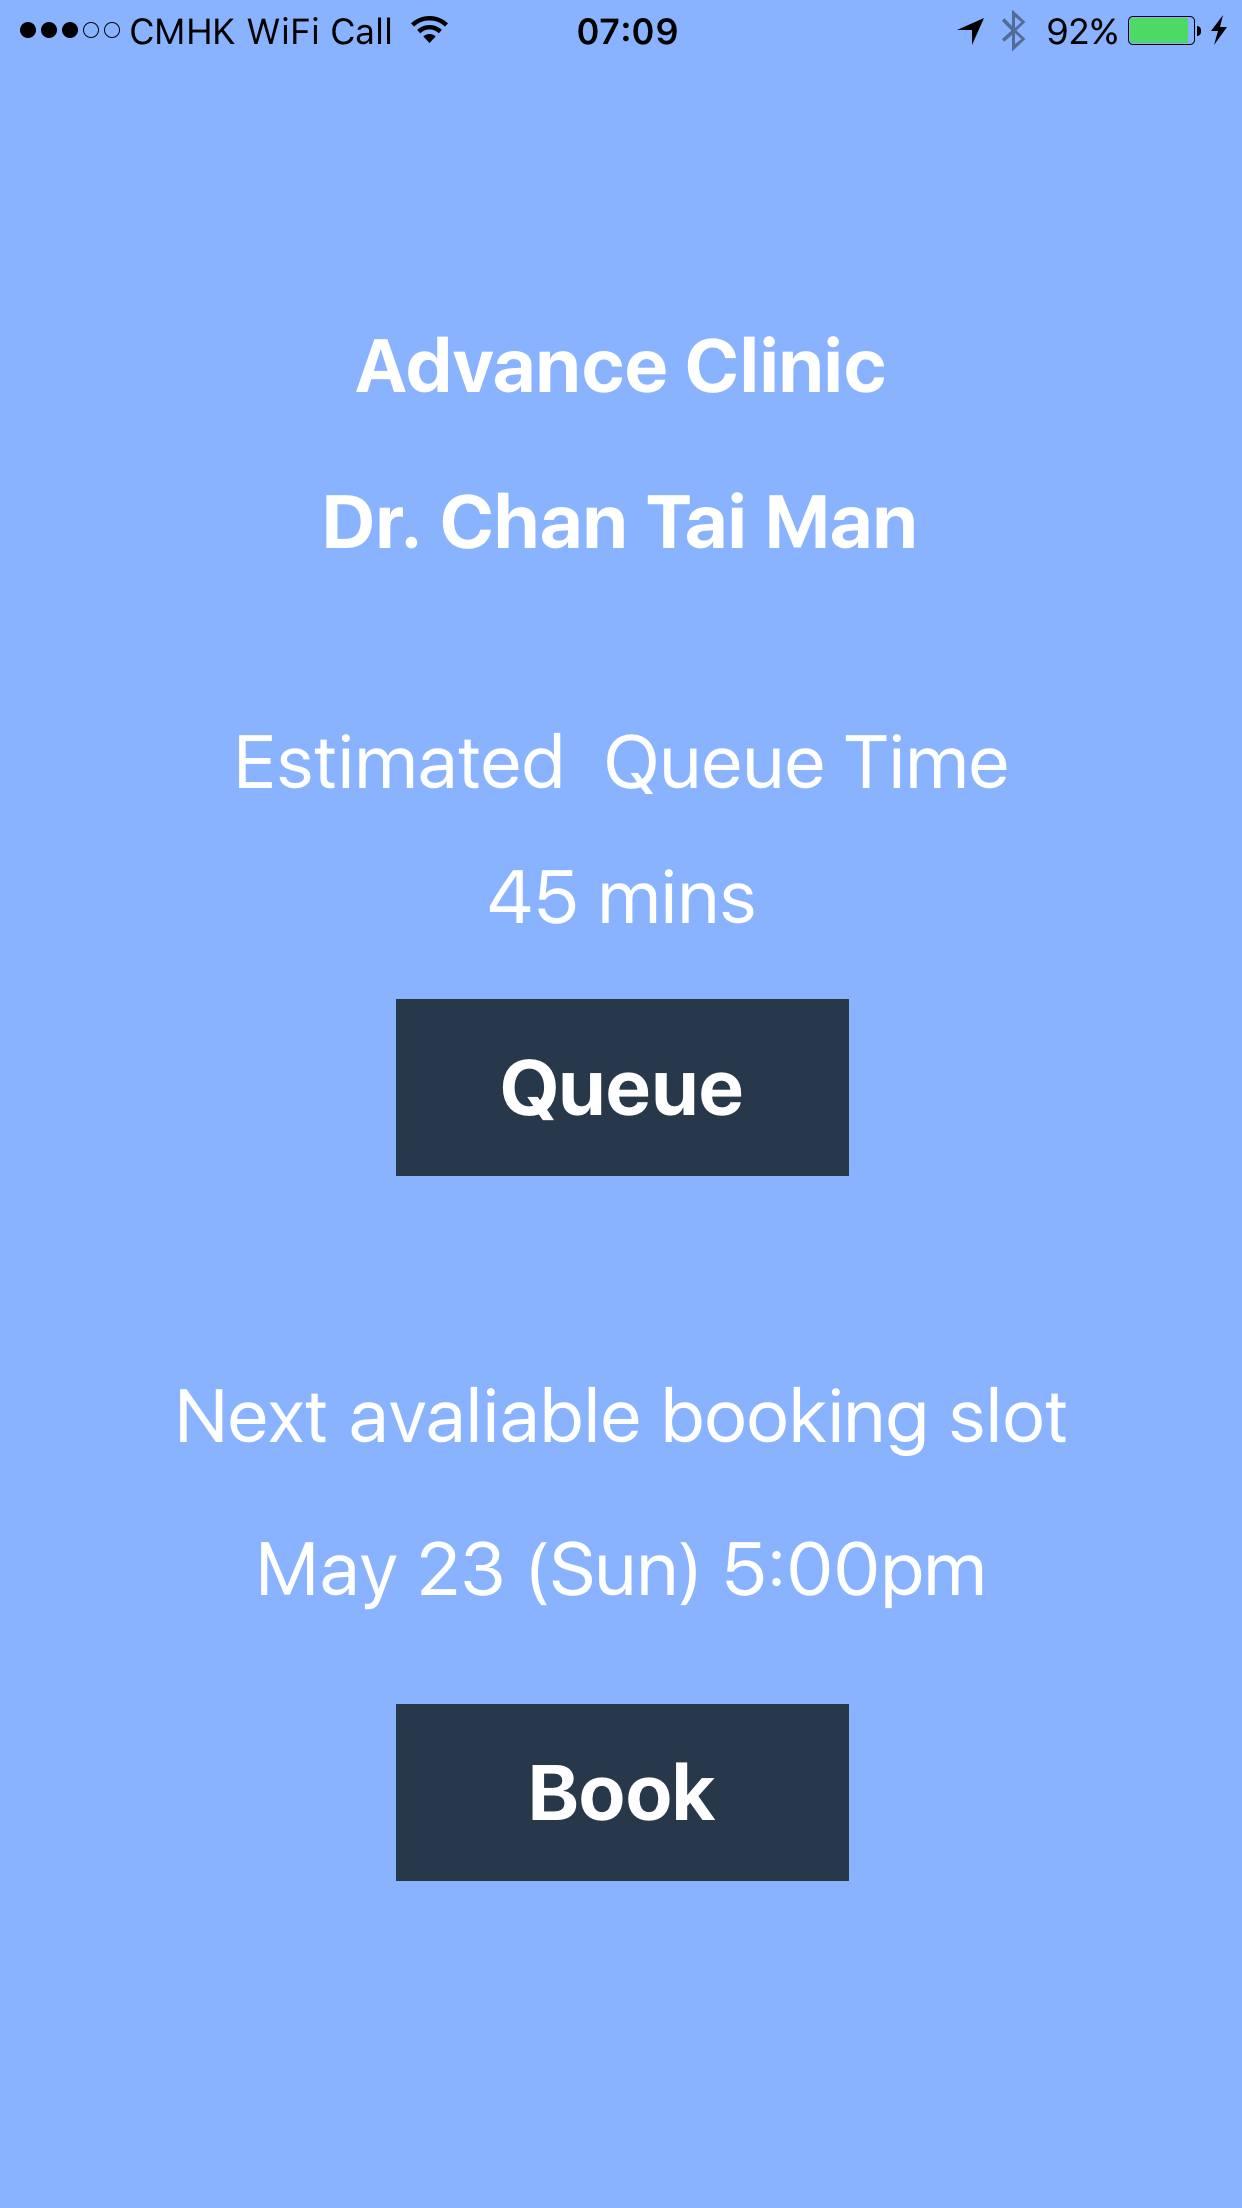 CMHK WiFi Call 07:09 92%
Advance Clinic
Dr. Chan Tai Man
Estimated  Queue Time
45 mins
Queue
Next avaliable booking slot
May 23 (Sun) 5:00pm
Book